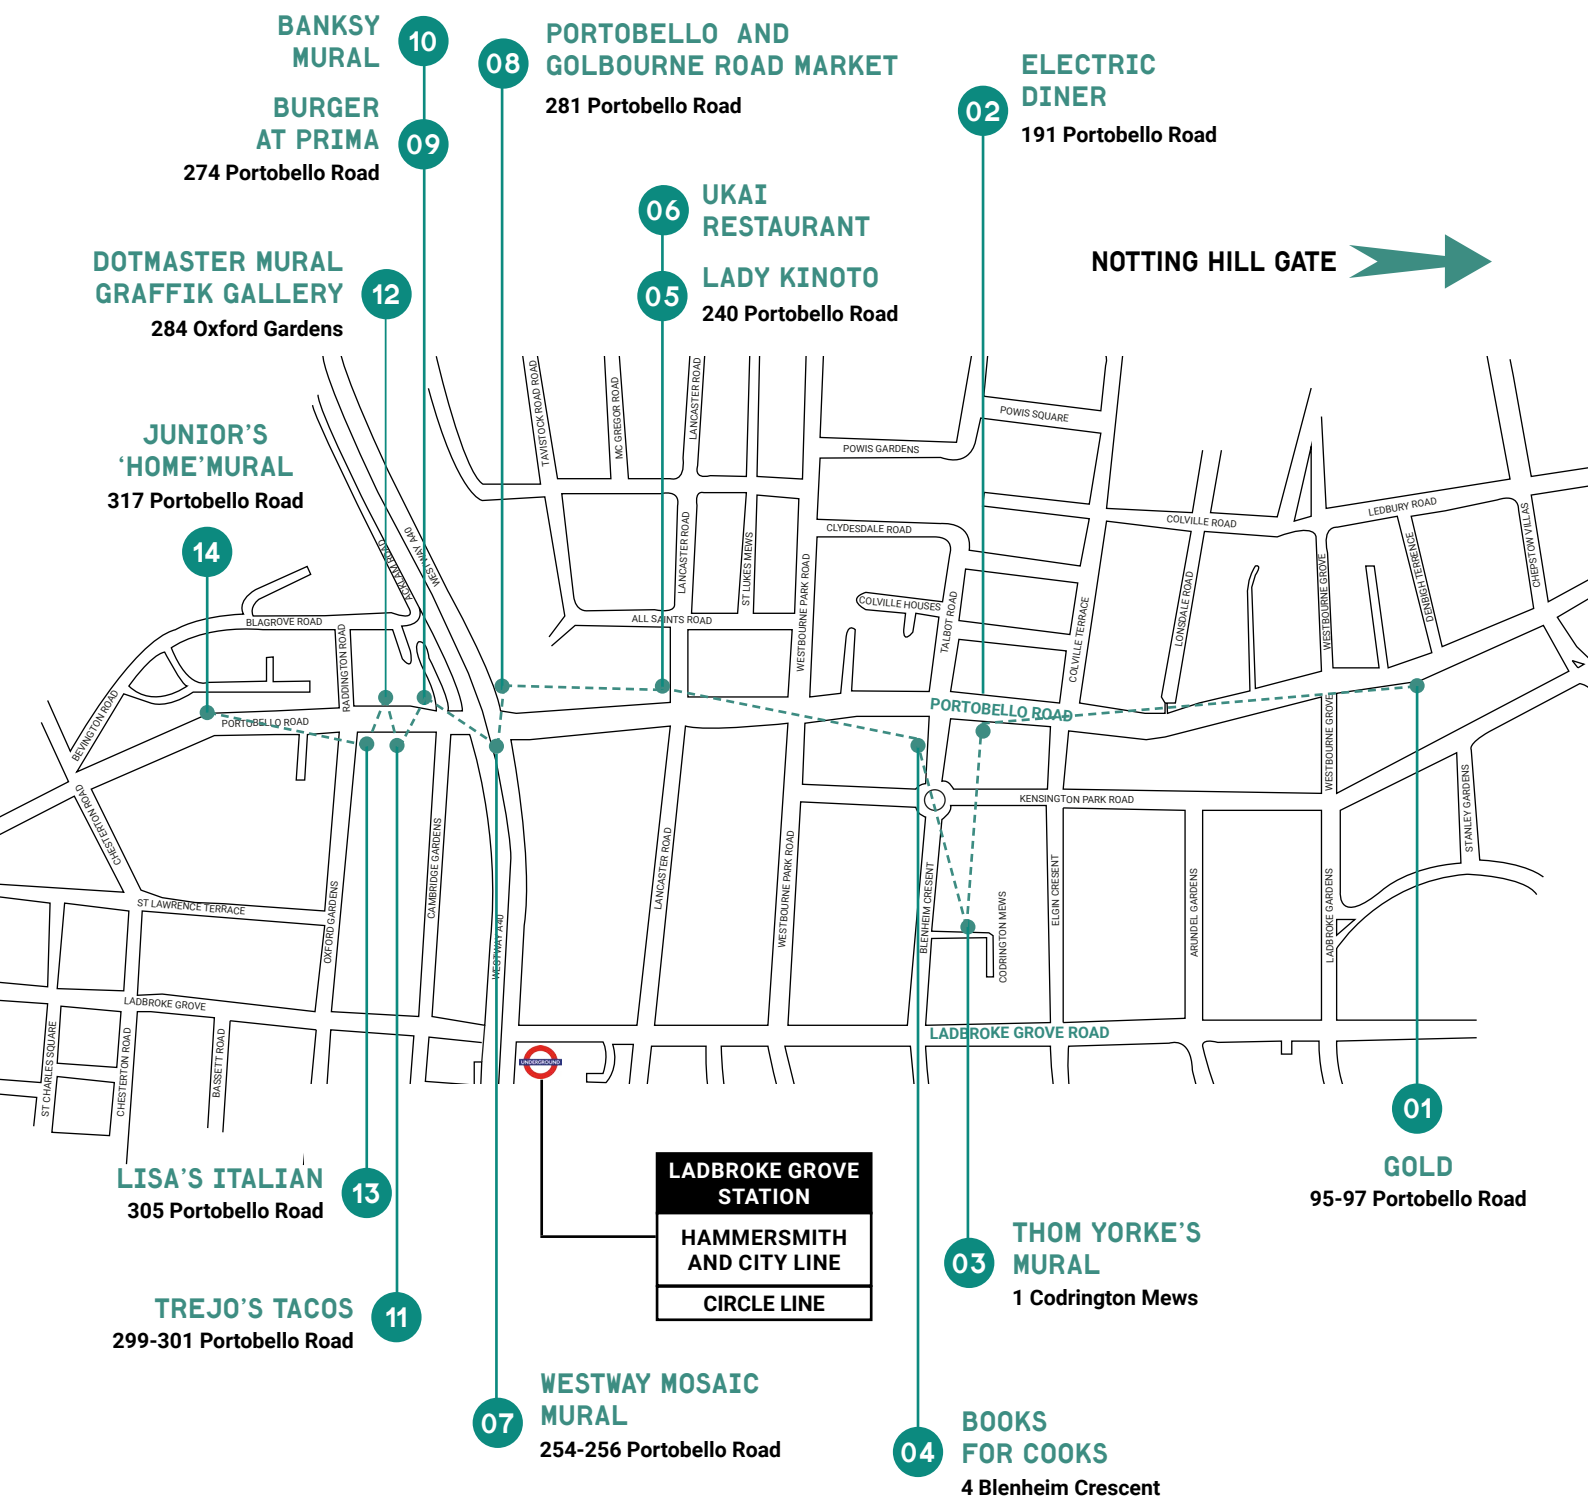 BANKSY
MURAL
10
BURGER
AT PRIMA
274 Portobello Road
09
08
PORTOBELLO AND
GOLBOURNE ROAD MARKET
281 Portobello Road
02
ELECTRIC
DINER
191 Portobello Road
06
UKAI
RESTAURANT
05
LADY KINOTO
240 Portobello Road
NOTTING HILL GATE
DOTMASTER MURAL
GRAFFIK GALLERY
284 Oxford Gardens
12
JUNIOR'S
‘HOME’MURAL
317 Portobello Road
14
TAVISTOCK ROAD ROAD
MC GREGOR ROAD
LANCASTER ROAD
POWIS SQUARE
POWIS GARDENS
ACKLAM ROAD
WESTWAY A40
LANCASTER ROAD
ST LUKES MEWS
WESTBOURNE PARK ROAD
CLYDESDALE ROAD
COLVILLE ROAD
LEDBURY ROAD
CHEPSTOW VILLAS
DENBIGH TERRENCE
WESTBOURNE GROVE
LONSDALE ROAD
COLVILLE TERRACE
TALBOT ROAD
COLVILLE HOUSES
ALL SAINTS ROAD
BLAGROVE ROAD
RADDINGTON ROAD
BEVINGTON ROAD
PORTOBELLO ROAD
PORTOBELLO ROAD
WESTBOURNE GROVE
KENSINGTON PARK ROAD
STANLEY GARDENS
CHESTERTON ROAD
CAMBRIDGE GARDENS
LANCASTER ROAD
WESTBOURNE PARK ROAD
BLENHEIM CRESENT
CODRINGTON MEWS
ELGIN CRESENT
ARUNDEL GARDENS
LADBROKE GARDENS
ST LAWRENCE TERRACE
OXFORD GARDENS
WESTWAY A40
LADBROKE GROVE
LADBROKE GROVE ROAD
ST CHARLES SQUARE
CHESTERTON ROAD
BASSETT ROAD
UNDERGROUND
01
GOLD
95-97 Portobello Road
LADBROKE GROVE
STATION
HAMMERSMITH
AND CITY LINE
CIRCLE LINE
LISA'S ITALIAN
305 Portobello Road
13
03
THOM YORKE'S
MURAL
1 Codrington Mews
TREJO'S TACOS
299-301 Portobello Road
11
07
WESTWAY MOSAIC
MURAL
254-256 Portobello Road
04
BOOKS
FOR COOKS
4 Blenheim Crescent